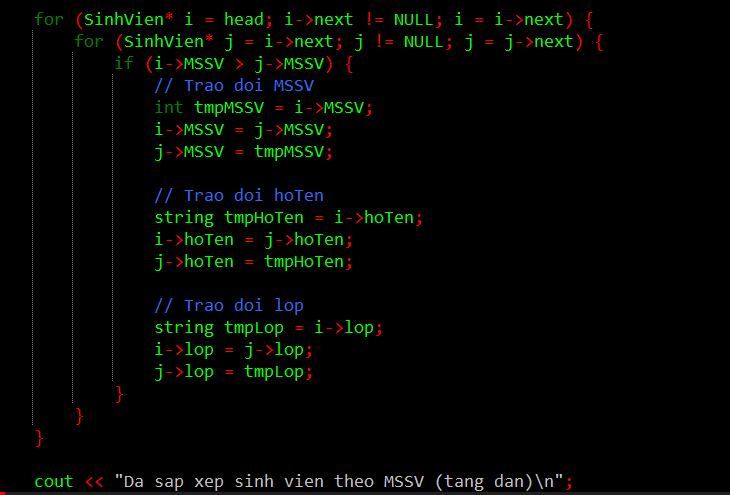 for (SinhVien* i = head; i->next != NULL; i = i->next) {
for (SinhVien* j = i->next; j != NULL; j = j->next) {
if (i->MSSV > j->MSSV) {
// Trao doi MSSV
int tmpMSSV = i->MSSV;
i->MSSV = j->MSSV;
j->MSSV = tmpMSSV;
// Trao doi hoTen
string tmpHoTen = i->hoTen;
i->hoTen = j->hoTen;
j->hoTen = tmpHoTen;
// Trao doi lop
string tmpLop = i->lop;
i->lop = j->lop;
j->lop = tmpLop;
}
}
}
cout << "Da sap xep sinh vien theo MSSV (tang dan)\n";